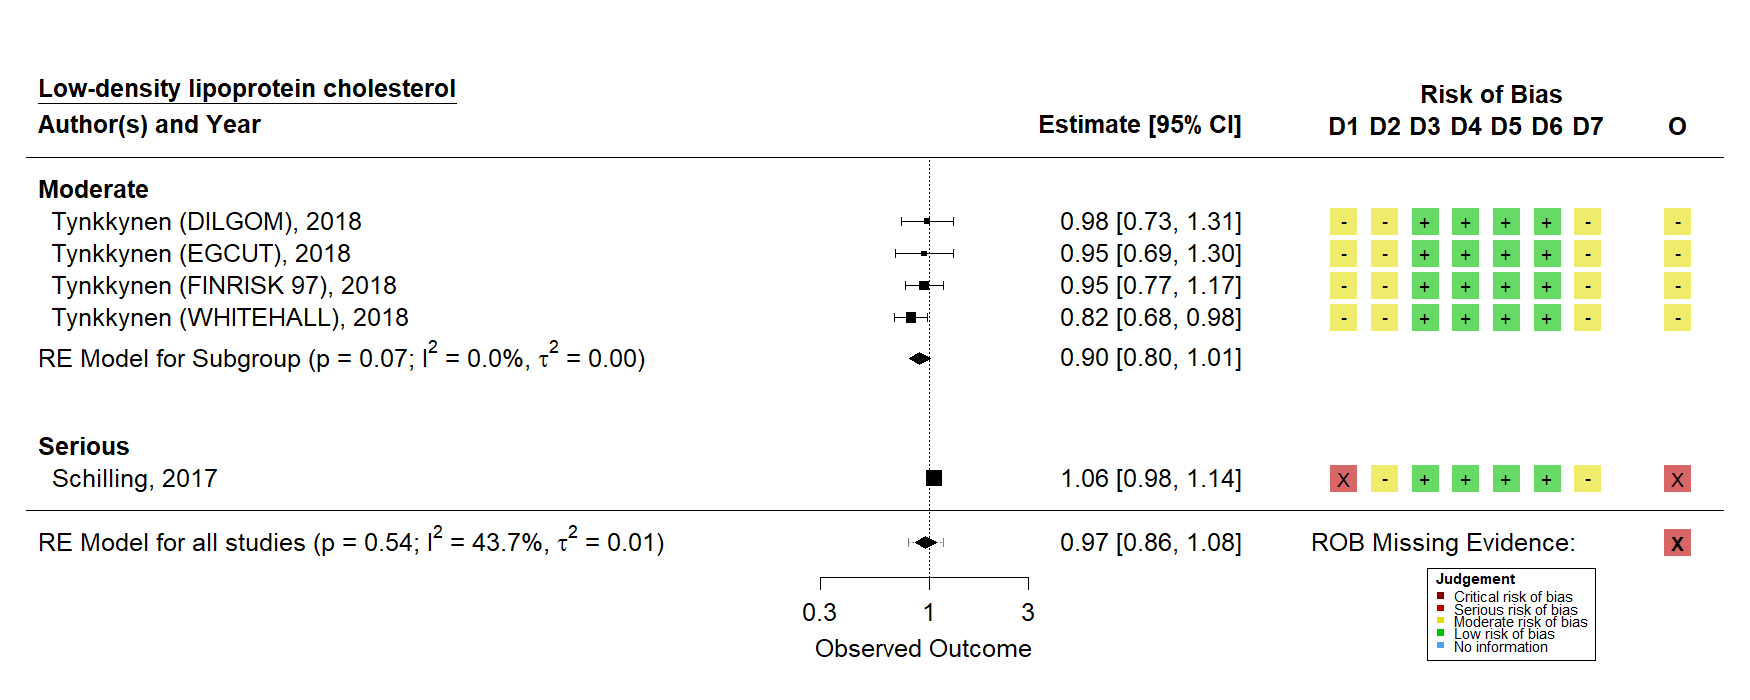 Low-density lipoprotein cholesterol
Risk of Bias
Author(s) and Year Estimate [95% CI] D1 D2 D3 D4 D5 D6 D7 O
Moderate
Tynkkynen (DILGOM), 2018 0.98 [0.73, 1.31] - - + + + + - -
Tynkkynen (EGCUT), 2018 0.95 [0.69, 1.30] - - + + + + - -
Tynkkynen (FINRISK 97), 2018 0.95 [0.77, 1.17] - - + + + + - -
Tynkkynen (WHITEHALL), 2018 0.82 [0.68, 0.98] - - + + + + - -
RE Model for Subgroup (p = 0.07; I² = 0.0%, τ² = 0.00) 0.90 [0.80, 1.01]
Serious
Schilling, 2017 1.06 [0.98, 1.14] X - + + + + - X
RE Model for all studies (p = 0.54; I² = 43.7%, τ² = 0.01) 0.97 [0.86, 1.08] ROB Missing Evidence: X
0.3 1 3
Observed Outcome
Judgement
Critical risk of bias
Serious risk of bias
Moderate risk of bias
Low risk of bias
No information